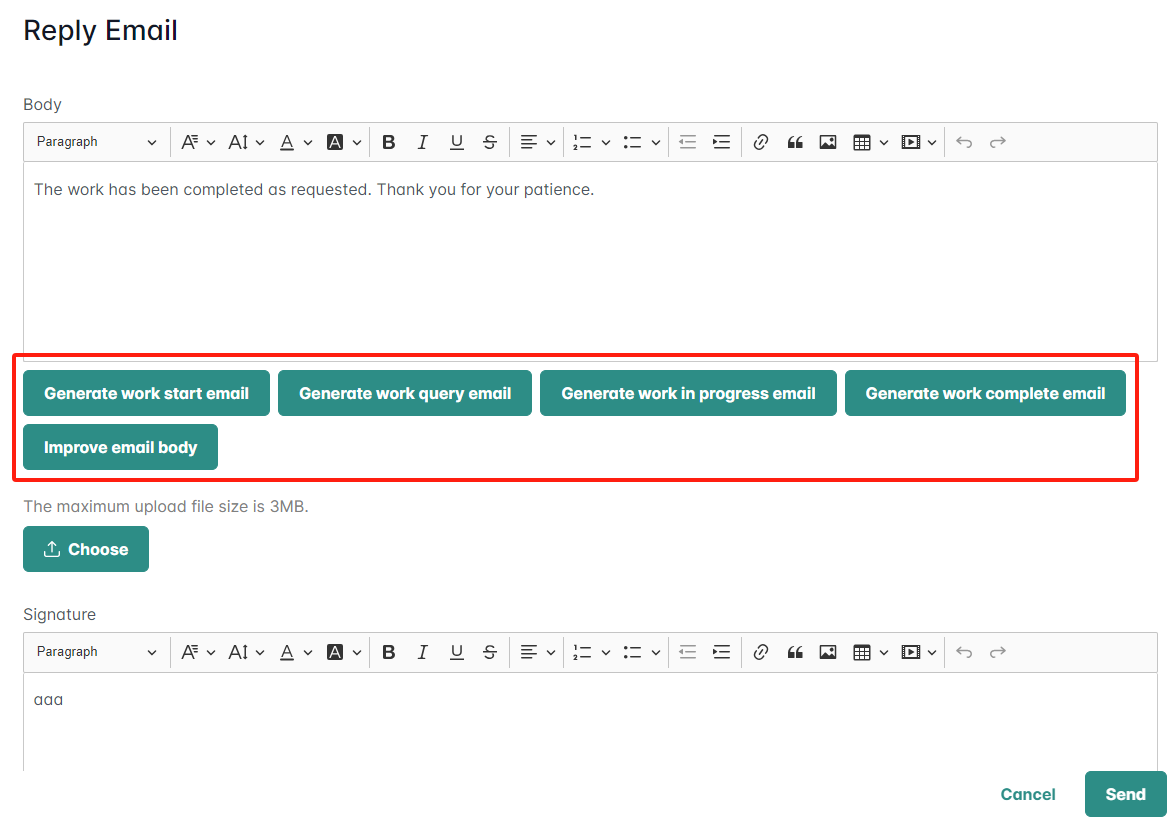 Reply Email
Body
Paragraph
The work has been completed as requested. Thank you for your patience.
Generate work start email Generate work query email Generate work in progress email Generate work complete email
Improve email body
The maximum upload file size is 3MB.
Choose
Signature
Paragraph
aaa
Cancel Send